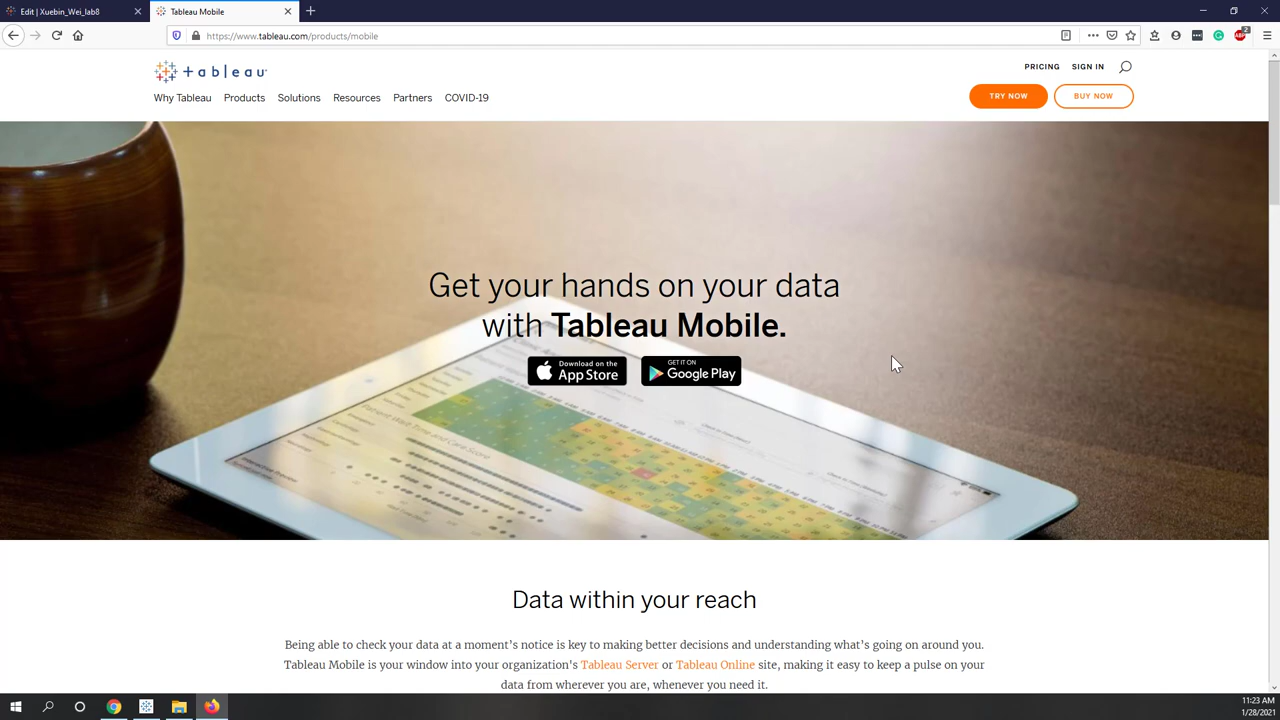 Edit | Xuebin_Wei_lab8
Tableau Mobile
https://www.tableau.com/products/mobile
2
+ a b l e a u
PRICING
SIGN IN
Why Tableau
Products
Solutions
Resources
Partners
COVID-19
TRY NOW
BUY NOW
Get your hands on your data
with Tableau Mobile.
Download on the
App Store
GET IT ON
Google Play
Data within your reach
Being able to check your data at a moment's notice is key to making better decisions and understanding what's going on around you.
Tableau Mobile is your window into your organization's Tableau Server or Tableau Online site, making it easy to keep a pulse on your
data from wherever you are, whenever you need it.
11:23 AM
1/28/2021